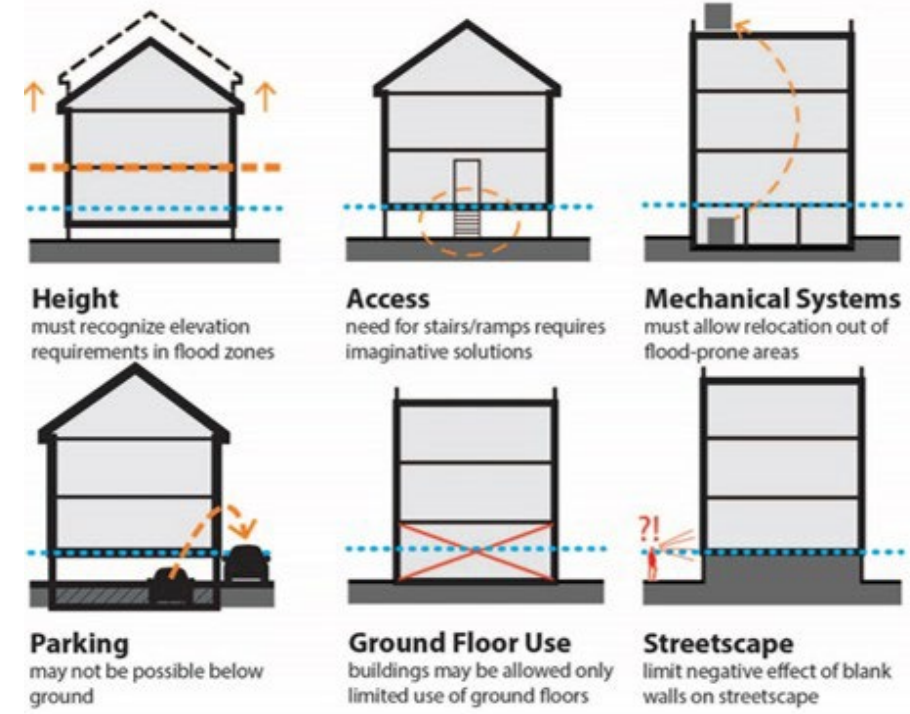 Height
must recognize elevation
requirements in flood zones
Access
need for stairs/ramps requires
imaginative solutions
Mechanical Systems
must allow relocation out of
flood-prone areas
Parking
may not be possible below
ground
Ground Floor Use
buildings may be allowed only
limited use of ground floors
?!
Streetscape
limit negative effect of blank
walls on streetscape